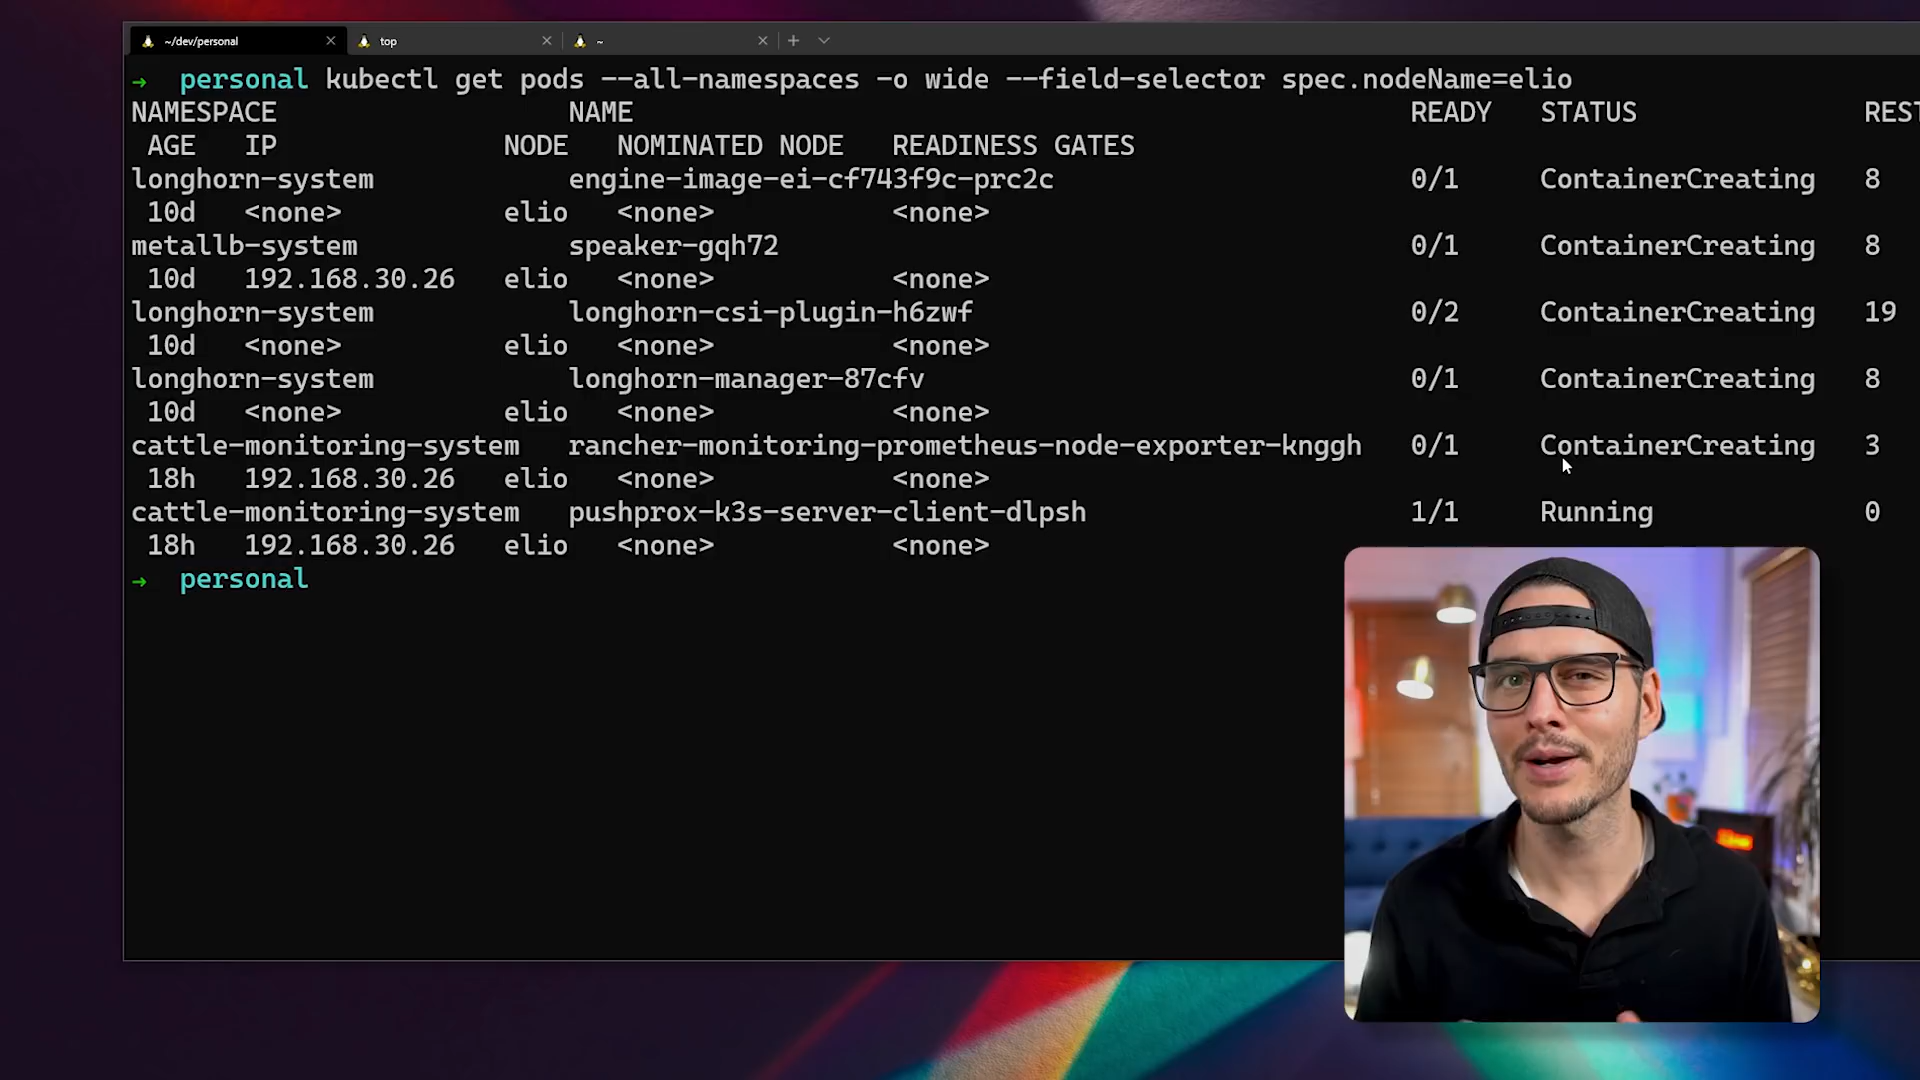 ~/dev/personal top ~
→ personal kubectl get pods --all-namespaces -o wide --field-selector spec.nodeName=elio
NAMESPACE NAME READY STATUS REST
AGE IP NODE NOMINATED NODE READINESS GATES
longhorn-system engine-image-ei-cf743f9c-prc2c 0/1 ContainerCreating 8
10d <none> elio <none> <none>
metallb-system speaker-gqh72 0/1 ContainerCreating 8
10d 192.168.30.26 elio <none> <none>
longhorn-system longhorn-csi-plugin-h6zwf 0/2 ContainerCreating 19
10d <none> elio <none> <none>
longhorn-system longhorn-manager-87cfv 0/1 ContainerCreating 8
10d <none> elio <none> <none>
cattle-monitoring-system rancher-monitoring-prometheus-node-exporter-knggh 0/1 ContainerCreating 3
18h 192.168.30.26 elio <none> <none>
cattle-monitoring-system pushprox-k3s-server-client-dlpsh 1/1 Running 0
18h 192.168.30.26 elio <none> <none>
→ personal